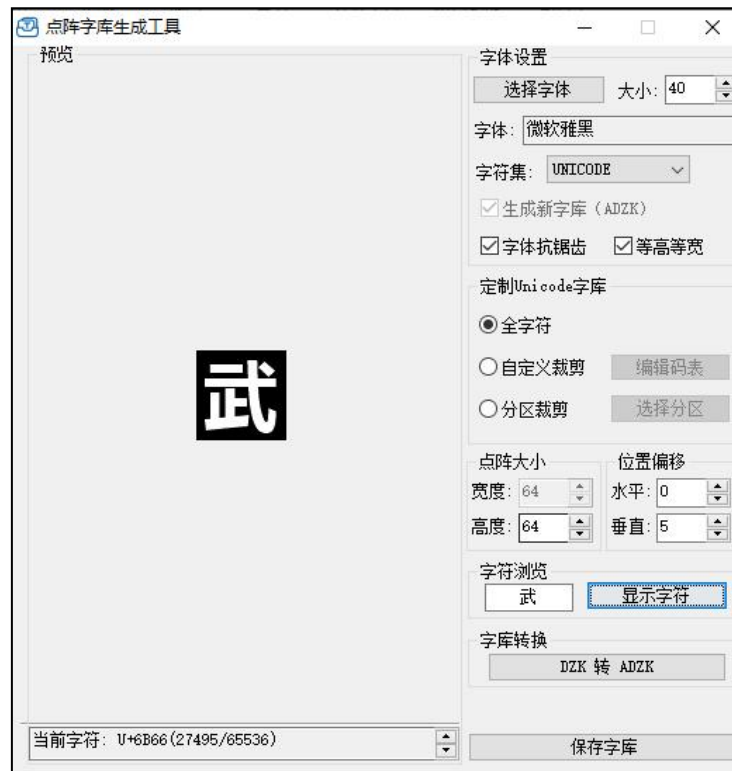 点阵字库生成工具
预览
武
当前字符: U+6B66(27495/65536)
字体设置
选择字体 大小: 40
字体: 微软雅黑
字符集: UNICODE
生成新字库（ADZK）
字体抗锯齿 等高等宽
定制Unicode字库
全字符
自定义裁剪 编辑码表
分区裁剪 选择分区
点阵大小 位置偏移
宽度: 64 水平: 0
高度: 64 垂直: 5
字符浏览
武 显示字符
字库转换
DZK 转 ADZK
保存字库